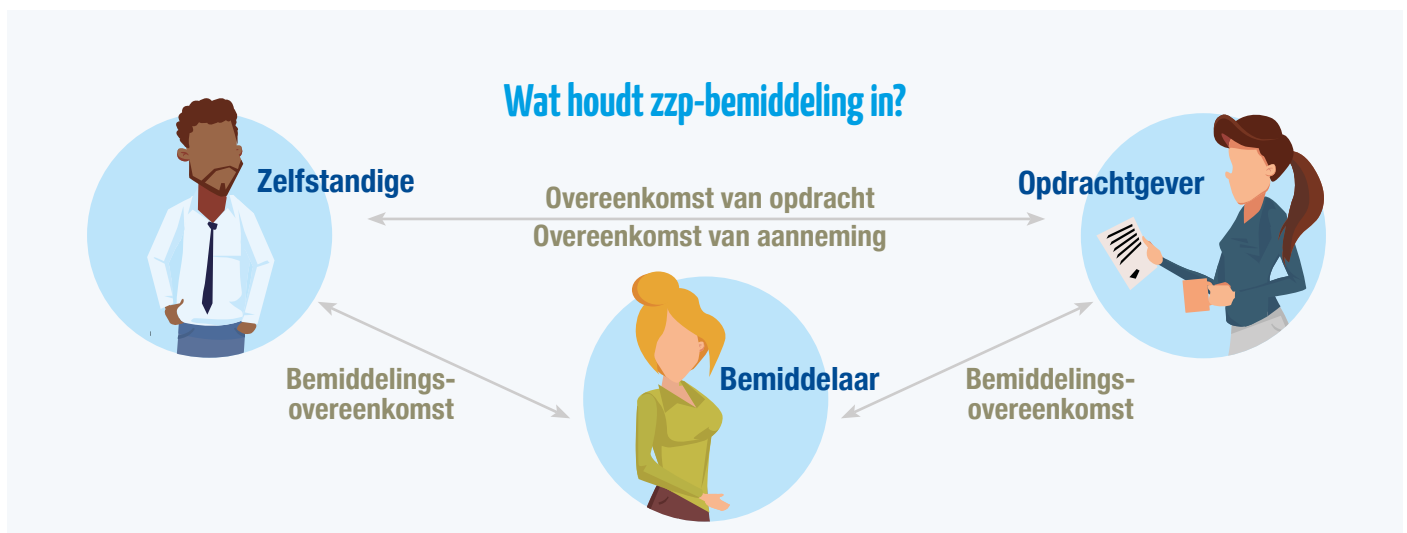 Wat houdt zzp-bemiddeling in?
Zelfstandige
Overeenkomst van opdracht
Overeenkomst van aanneming
Opdrachtgever
Bemiddelings-
overeenkomst
Bemiddelaar
Bemiddelings-
overeenkomst